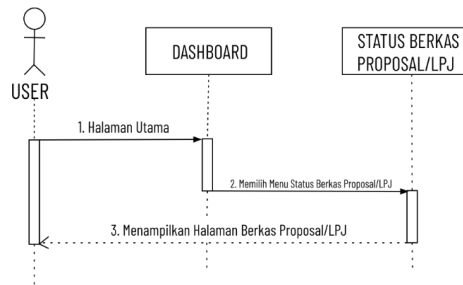 DASHBOARD
STATUS BERKAS
PROPOSAL/LPJ
USER
1. Halaman Utama
2. Memilih Menu Status Berkas Proposal/LPJ
3. Menampilkan Halaman Berkas Proposal/LPJ